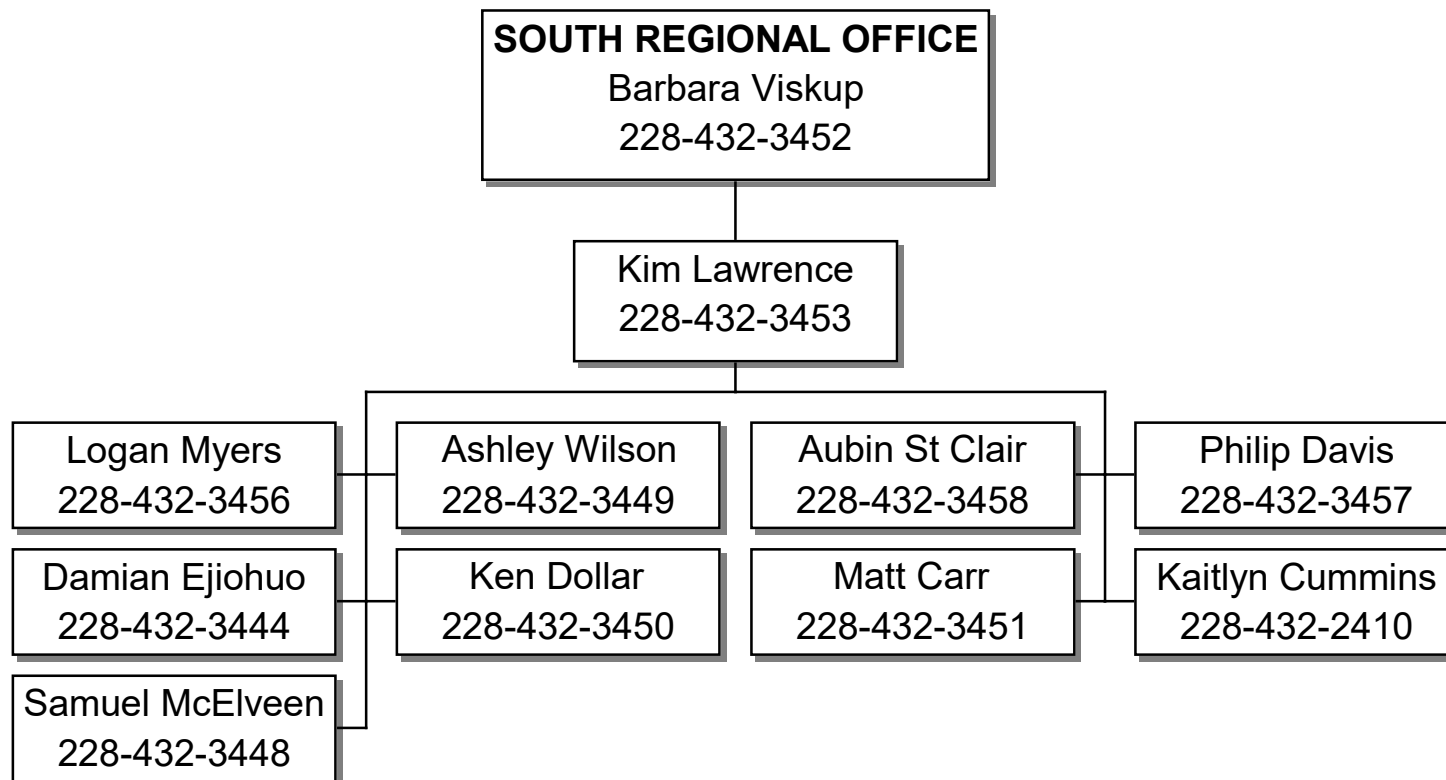 SOUTH REGIONAL OFFICE
Barbara Viskup
228-432-3452
Kim Lawrence
228-432-3453
Logan Myers
228-432-3456
Ashley Wilson
228-432-3449
Aubin St Clair
228-432-3458
Philip Davis
228-432-3457
Damian Ejiohuo
228-432-3444
Ken Dollar
228-432-3450
Matt Carr
228-432-3451
Kaitlyn Cummins
228-432-2410
Samuel McElveen
228-432-3448